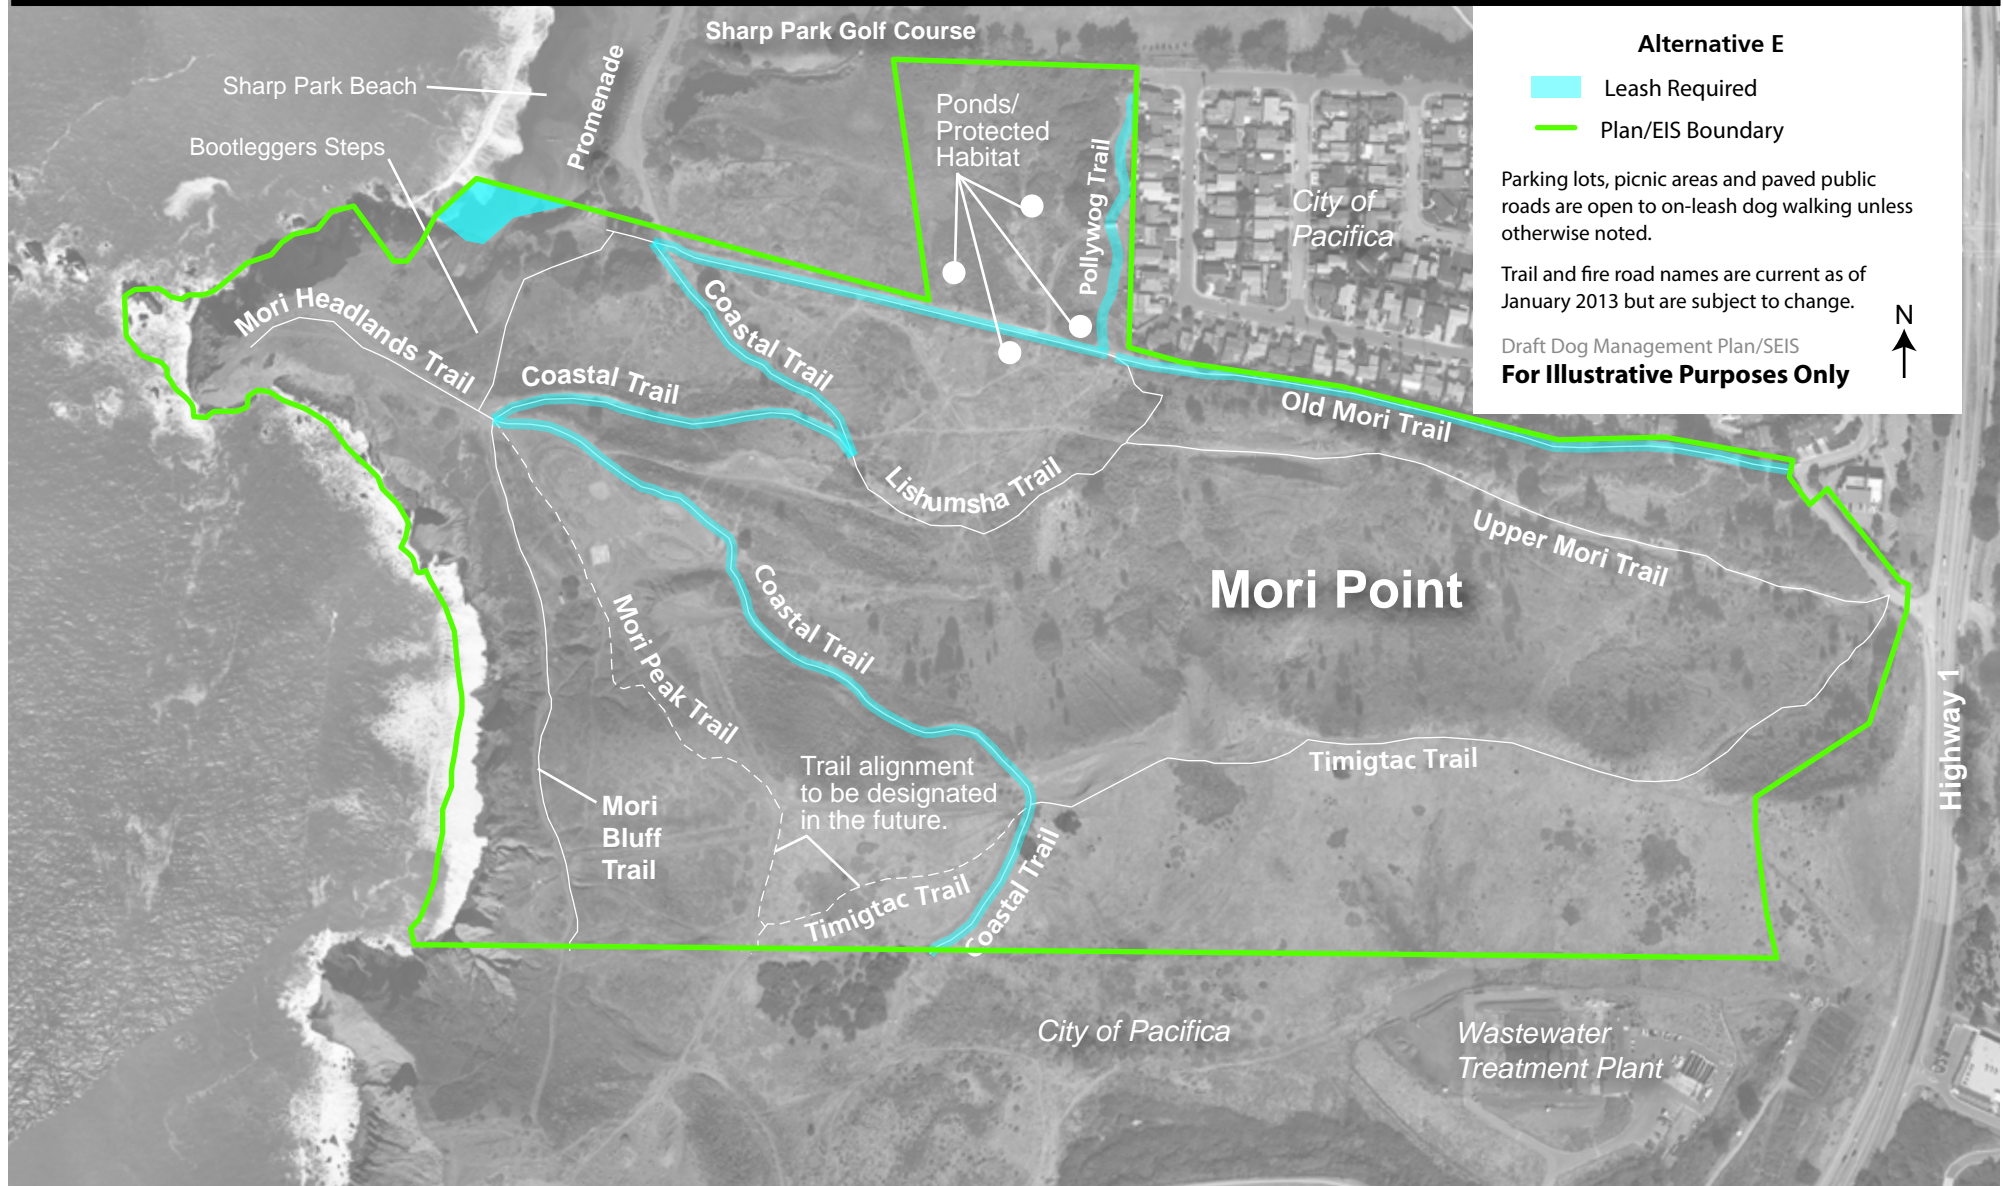 Sharp Park Golf Course
Sharp Park Beach
Bootleggers Steps
Promenade
Ponds/
Protected
Habitat
Pollywog Trail
City of
Pacifica
Alternative E
Leash Required
Plan/EIS Boundary
Parking lots, picnic areas and paved public
roads are open to on-leash dog walking unless
otherwise noted.
Trail and fire road names are current as of
January 2013 but are subject to change.
Draft Dog Management Plan/SEIS
For Illustrative Purposes Only
N
Mori Headlands Trail
Coastal Trail
Coastal Trail
Old Mori Trail
Lishumsha Trail
Upper Mori Trail
Mori Point
Coastal Trail
Mori Peak Trail
Highway 1
Timigtac Trail
Trail alignment
to be designated
in the future.
Mori
Bluff
Trail
Timigtac Trail
Coastal Trail
City of Pacifica
Wastewater
Treatment Plant